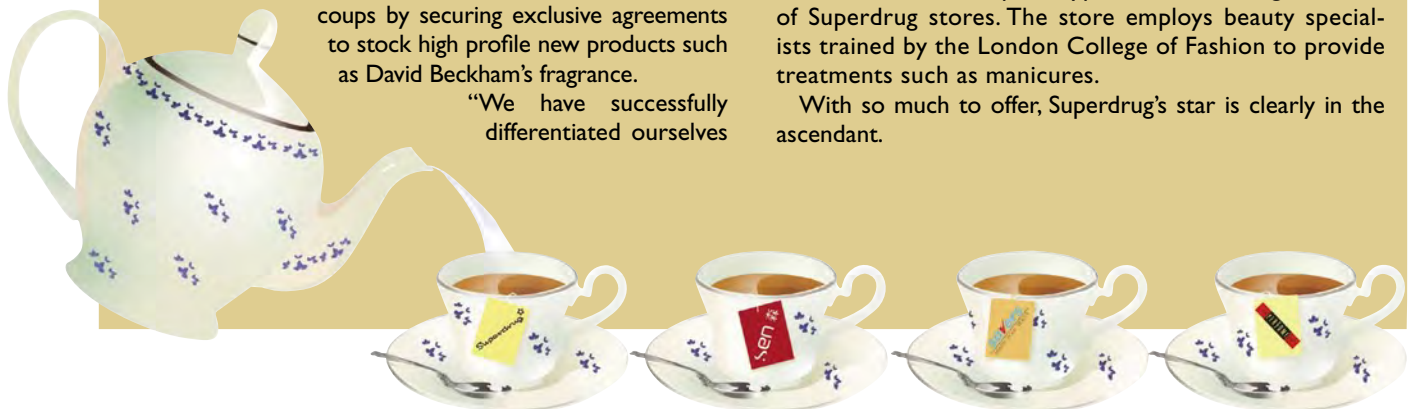 coups by securing exclusive agreements
to stock high profile new products such
as David Beckham's fragrance.
"We have successfully
differentiated ourselves
of Superdrug stores. The store employs beauty special-
ists trained by the London College of Fashion to provide
treatments such as manicures.
With so much to offer, Superdrug's star is clearly in the
ascendant.
Superdrug
sen
savers